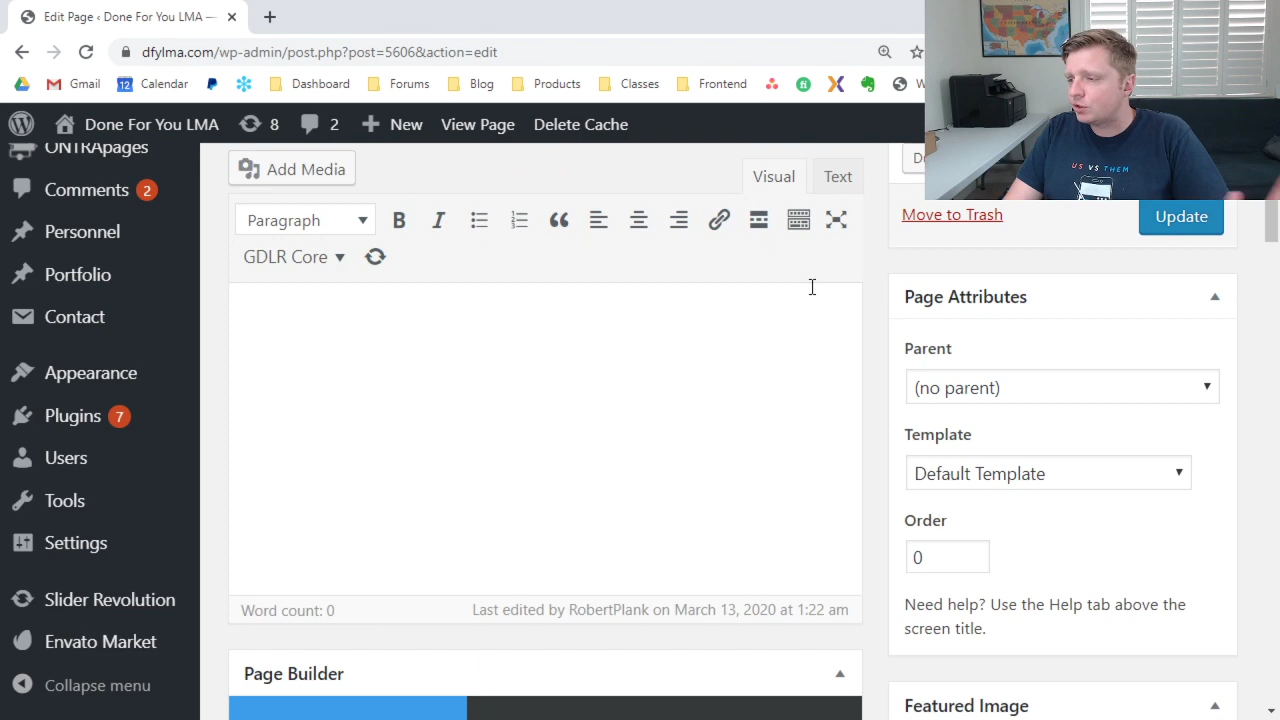 Edit Page ‹ Done For You LMA —
dfylma.com/wp-admin/post.php?post=5606&action=edit
Gmail
Calendar
Dashboard
Forums
Blog
Products
Classes
Frontend
Done For You LMA
8
2
New
View Page
Delete Cache
ONTRApages
Comments 2
Personnel
Portfolio
Contact
Appearance
Plugins 7
Users
Tools
Settings
Slider Revolution
Envato Market
Collapse menu
Add Media
Visual
Text
Paragraph
B I
GDLR Core
Word count: 0
Last edited by RobertPlank on March 13, 2020 at 1:22 am
Page Builder
US VS THEM
Move to Trash
Update
Page Attributes
Parent
(no parent)
Template
Default Template
Order
0
Need help? Use the Help tab above the
screen title.
Featured Image